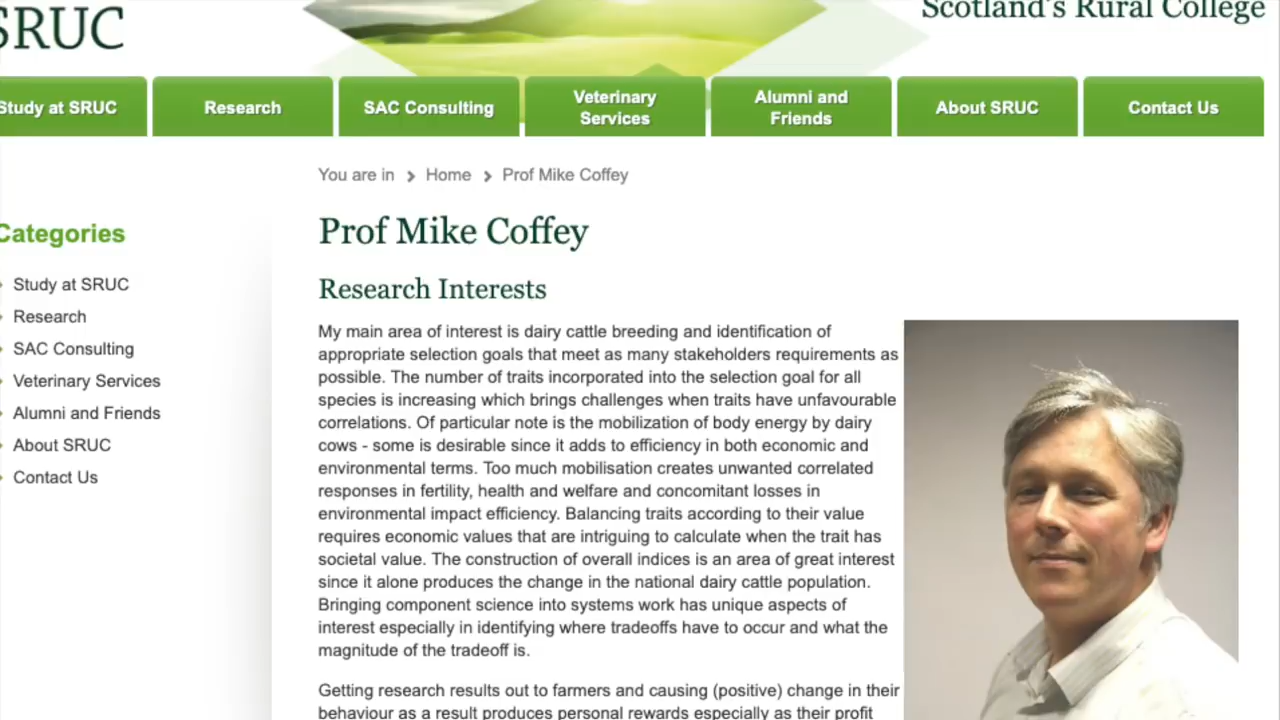 SRUC
Scotland's Rural College
Study at SRUC
Research
SAC Consulting
Veterinary
Services
Alumni and
Friends
About SRUC
Contact Us
You are in > Home > Prof Mike Coffey
Categories
Study at SRUC
Research
SAC Consulting
Veterinary Services
Alumni and Friends
About SRUC
Contact Us
Prof Mike Coffey
Research Interests
My main area of interest is dairy cattle breeding and identification of
appropriate selection goals that meet as many stakeholders requirements as
possible. The number of traits incorporated into the selection goal for all
species is increasing which brings challenges when traits have unfavourable
correlations. Of particular note is the mobilization of body energy by dairy
cows - some is desirable since it adds to efficiency in both economic and
environmental terms. Too much mobilisation creates unwanted correlated
responses in fertility, health and welfare and concomitant losses in
environmental impact efficiency. Balancing traits according to their value
requires economic values that are intriguing to calculate when the trait has
societal value. The construction of overall indices is an area of great interest
since it alone produces the change in the national dairy cattle population.
Bringing component science into systems work has unique aspects of
interest especially in identifying where tradeoffs have to occur and what the
magnitude of the tradeoff is.
Getting research results out to farmers and causing (positive) change in their
behaviour as a result produces personal rewards especially as their profit